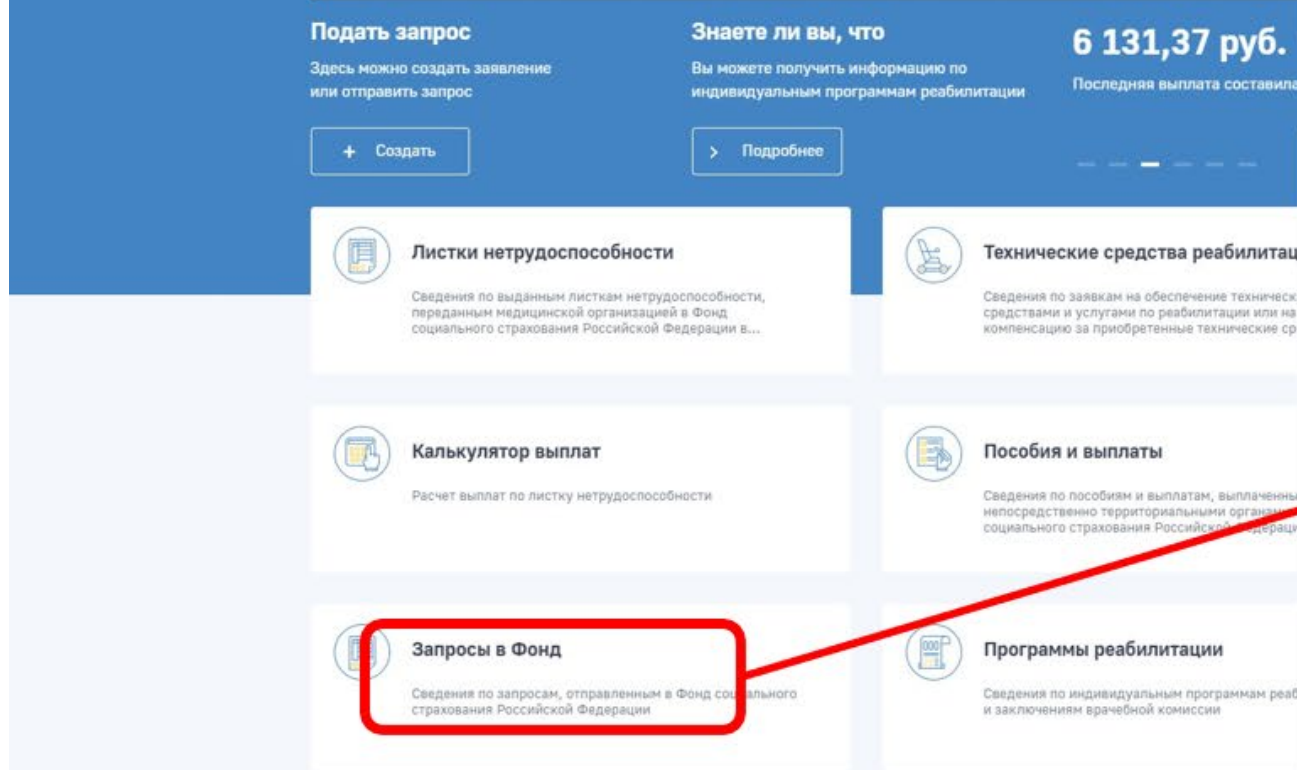 Подать запрос
Здесь можно создать заявление
или отправить запрос
+ Создать
Знаете ли вы, что
Вы можете получить информацию по
индивидуальным программам реабилитации
> Подробнее
6 131,37 руб.
Последняя выплата составила
Листки нетрудоспособности
Сведения по выданным листкам нетрудоспособности,
переданным медицинской организацией в Фонд
социального страхования Российской Федерации в...
Технические средства реабилитац
Сведения по заявкам на обеспечение техническ
средствами и услугами по реабилитации или на
компенсацию за приобретенные технические ср
Калькулятор выплат
Расчет выплат по листку нетрудоспособности
Пособия и выплаты
Сведения по пособиям и выплатам, выплаченны
непосредственно территориальными
социального страхования Российской
Запросы в Фонд
Сведения по запросам, отправленным в Фонд социального
страхования Российской Федерации
Программы реабилитации
Сведения по индивидуальным программам реаб
и заключениям врачебной комиссии